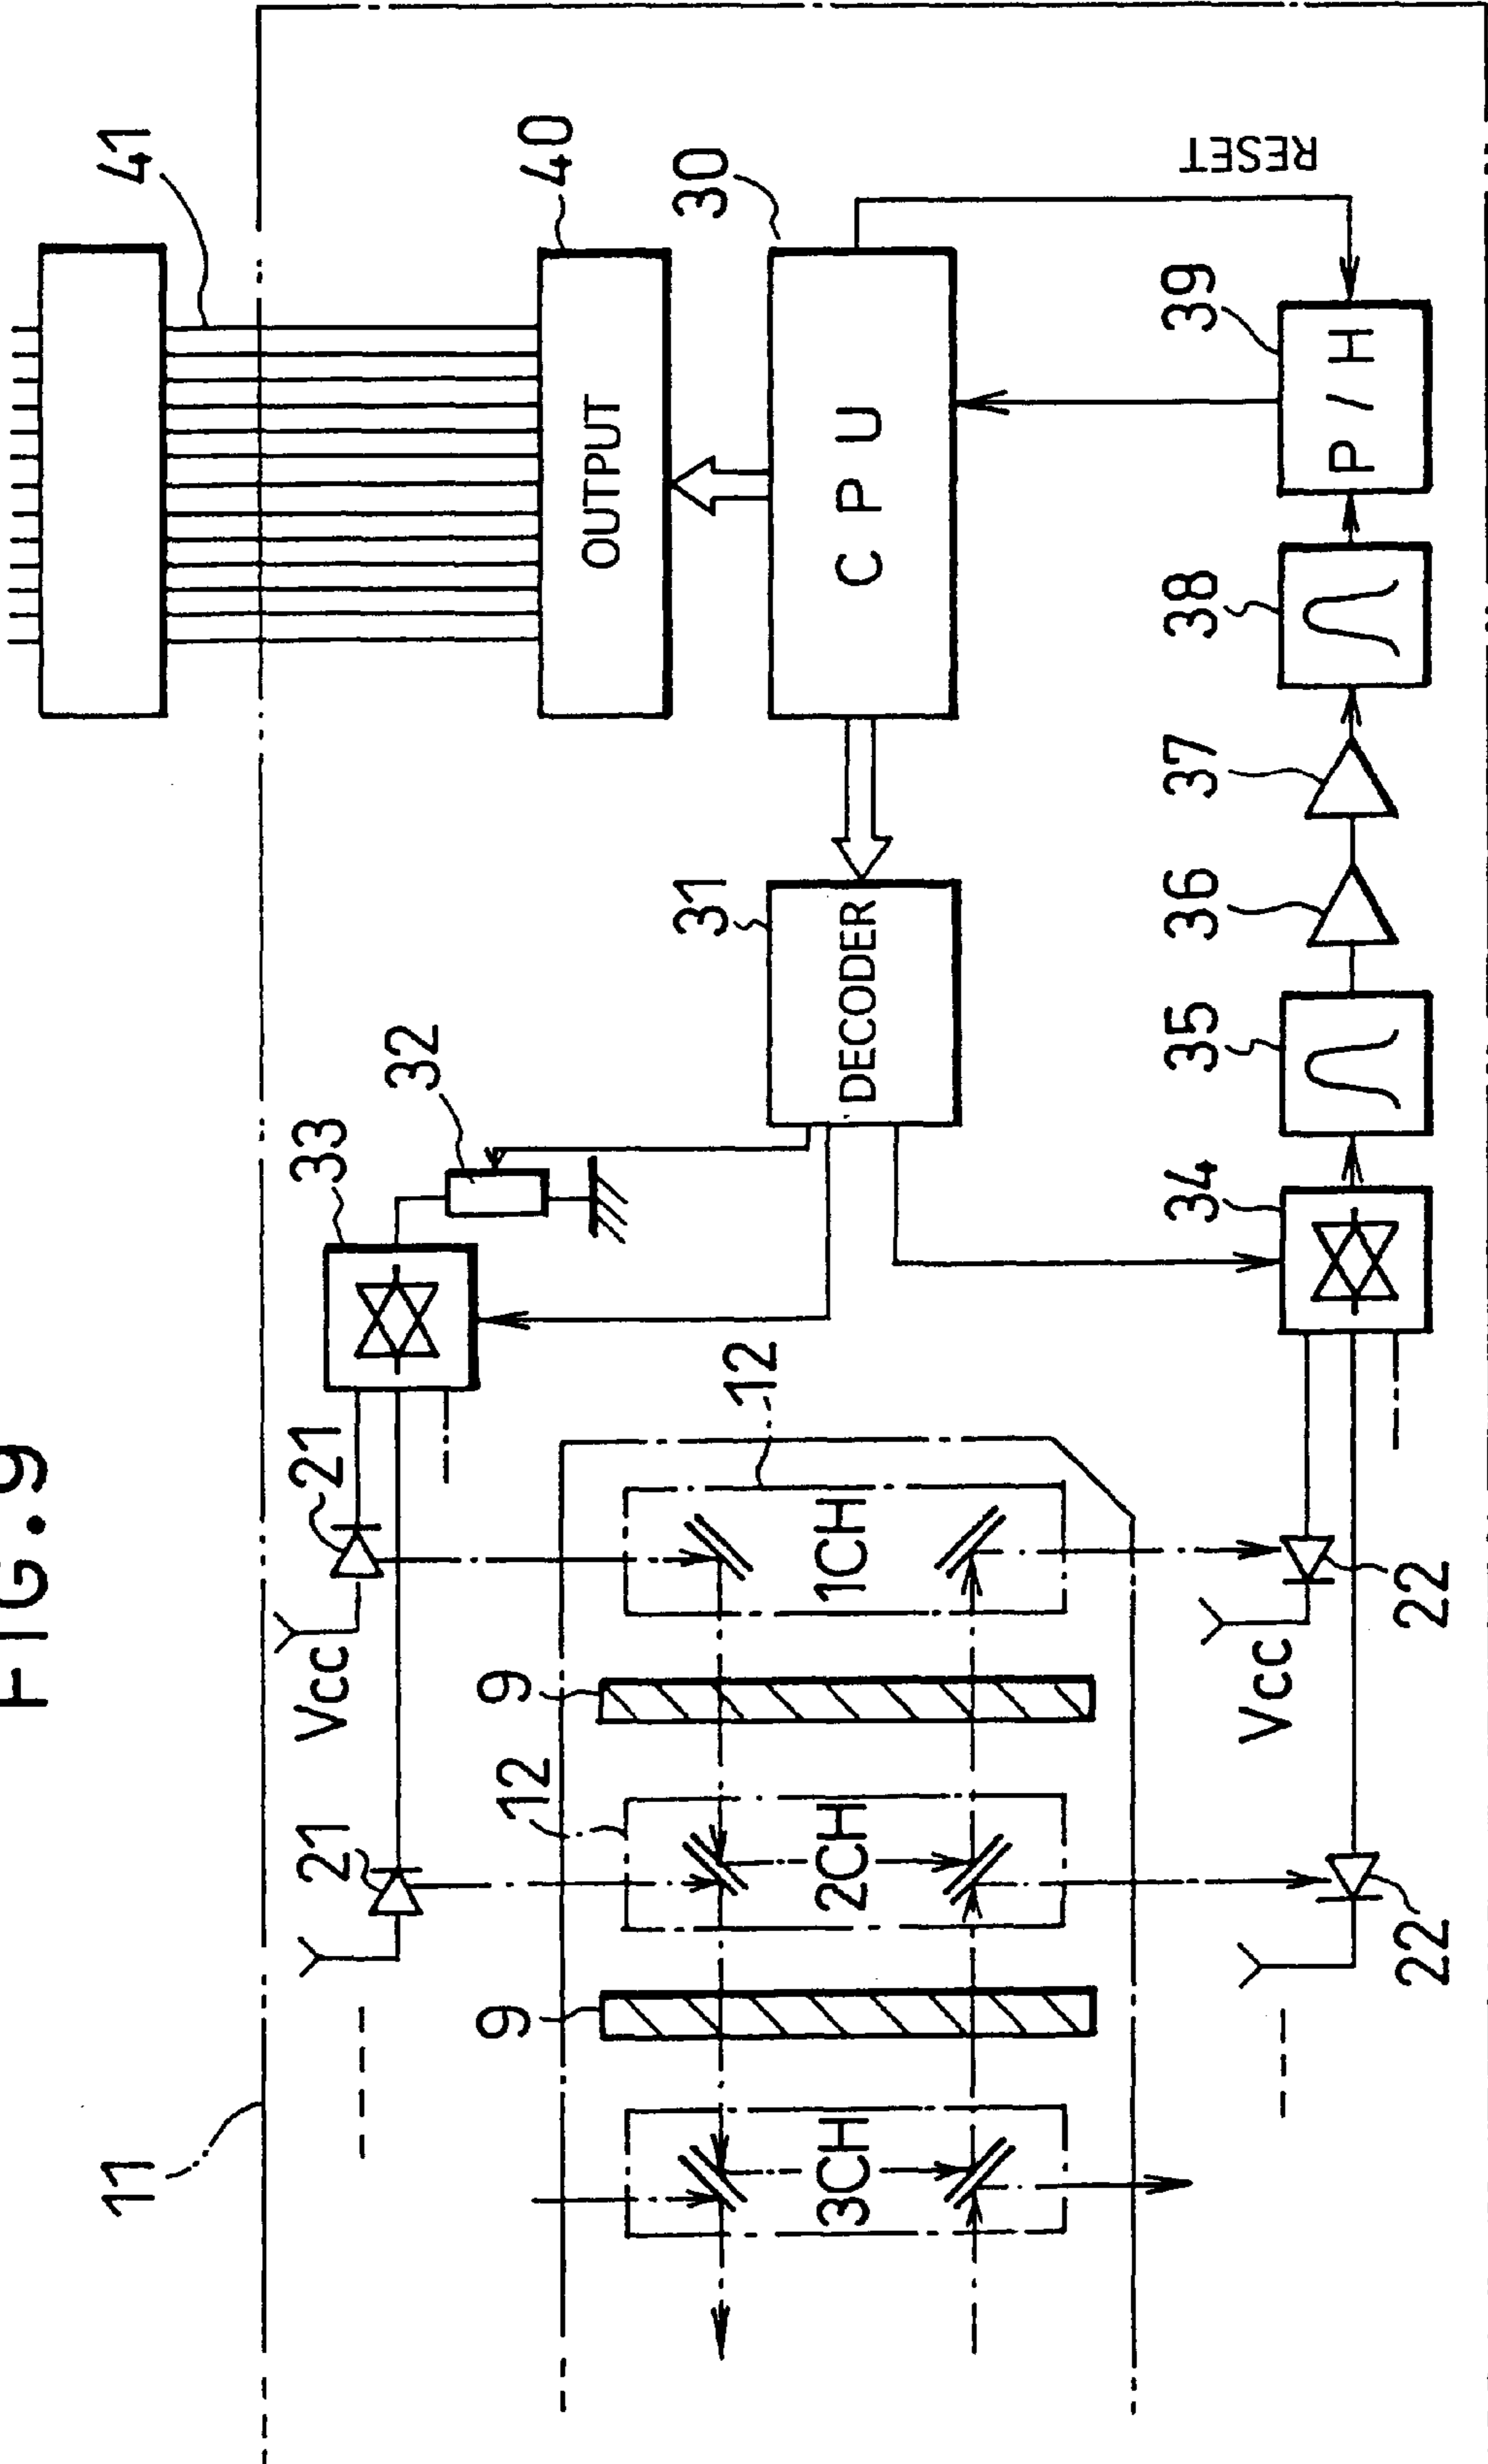 FIG.9
11
41
40
OUTPUT
30
CPU
RESET
31
DECODER
39
P/H
38
37
36
35
34
33
32
21
21
Vcc
12
12
1CH
2CH
3CH
9
9
Vcc
22
22